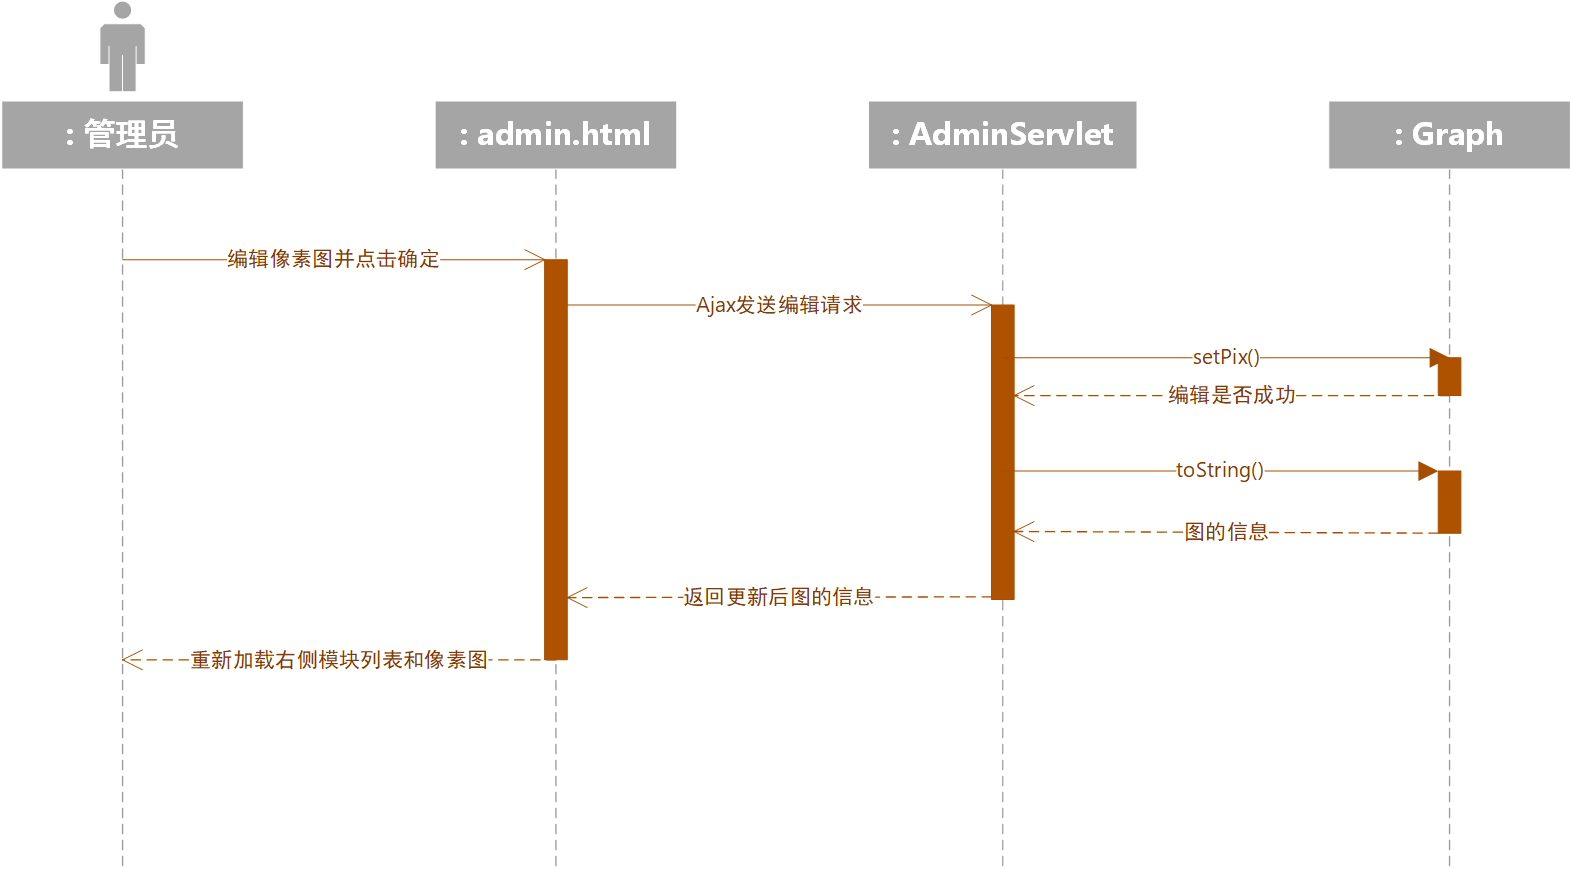 : 管理员
: admin.html
: AdminServlet
: Graph
编辑像素图并点击确定
Ajax发送编辑请求
setPix()
编辑是否成功
toString()
图的信息
返回更新后图的信息
重新加载右侧模块列表和像素图